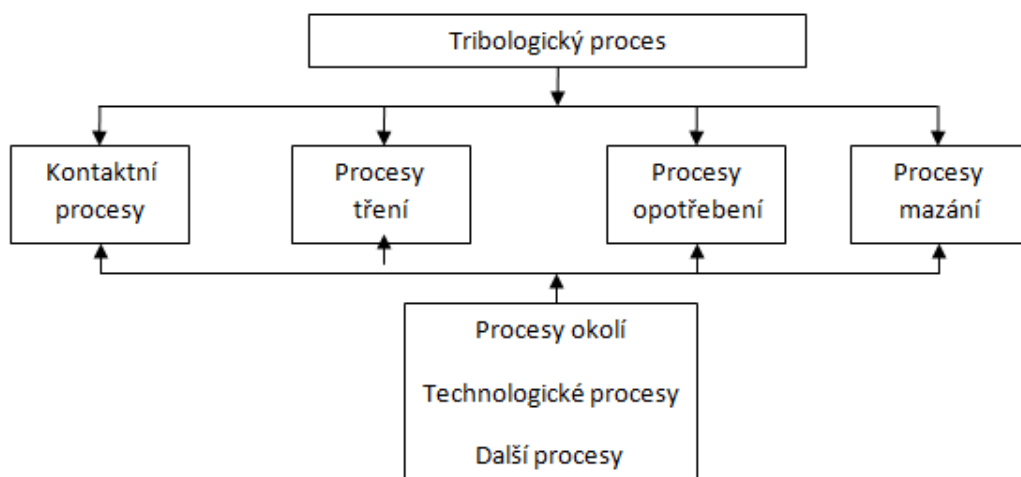 Tribologický proces
Kontaktní
procesy
Procesy
tření
Procesy
opotřebení
Procesy
mazání
Procesy okolí
Technologické procesy
Další procesy